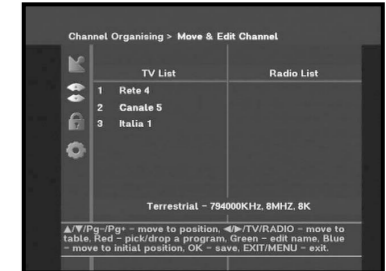 Channel Organising > Move & Edit Channel
TV List
Radio List
1 Rete 4
2 Canale 5
3 Italia 1
Terrestrial - 794000KHz, 8MHZ, 8K
▲/▼/Pg-/Pg+ - move to position, ◄/►/TV/RADIO - move to
table, Red - pick/drop a program, Green - edit name, Blue
- move to initial position, OK - save, EXIT/MENU - exit.